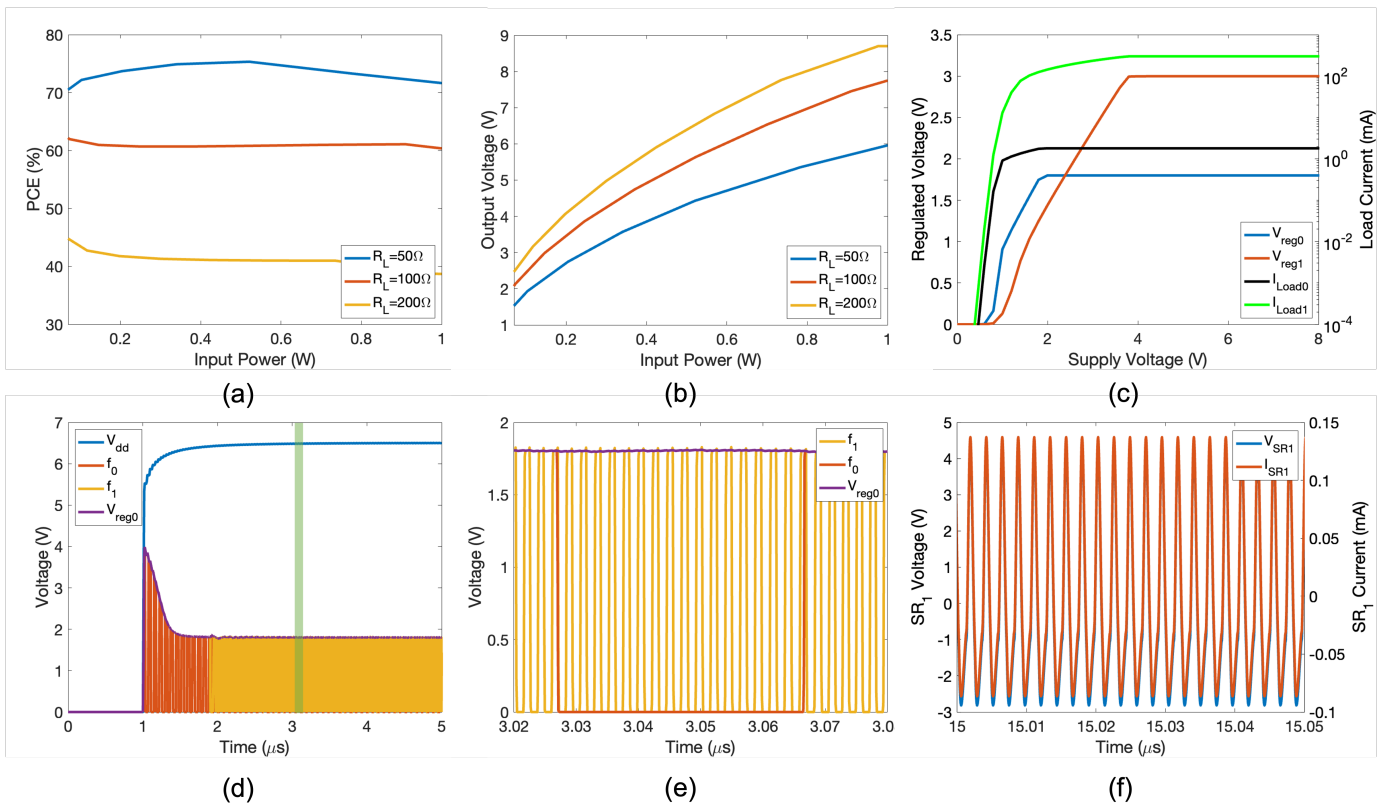 80
70
60
50
40
30
PCE (%)
0.2
0.4
0.6
0.8
1
Input Power (W)
R_L=50Ω
R_L=100Ω
R_L=200Ω
(a)
9
8
7
6
5
4
3
2
1
Output Voltage (V)
0.2
0.4
0.6
0.8
1
Input Power (W)
R_L=50Ω
R_L=100Ω
R_L=200Ω
(b)
3.5
3
2.5
2
1.5
1
0.5
0
Regulated Voltage (V)
0
2
4
6
8
Supply Voltage (V)
10^2
10^0
10^-2
10^-4
Load Current (mA)
V_reg0
V_reg1
I_Load0
I_Load1
(c)
7
6
5
4
3
2
1
0
Voltage (V)
0
1
2
3
4
5
Time (μs)
V_dd
f_0
f_1
V_reg0
(d)
2
1.5
1
0.5
0
Voltage (V)
3.02
3.03
3.04
3.05
3.06
3.07
3.0
Time (μs)
f_1
f_0
V_reg0
(e)
5
4
3
2
1
0
-1
-2
-3
SR_1 Voltage (V)
15
15.01
15.02
15.03
15.04
15.05
Time (μs)
0.15
0.1
0.05
0
-0.05
-0.1
SR_1 Current (mA)
V_SR1
I_SR1
(f)